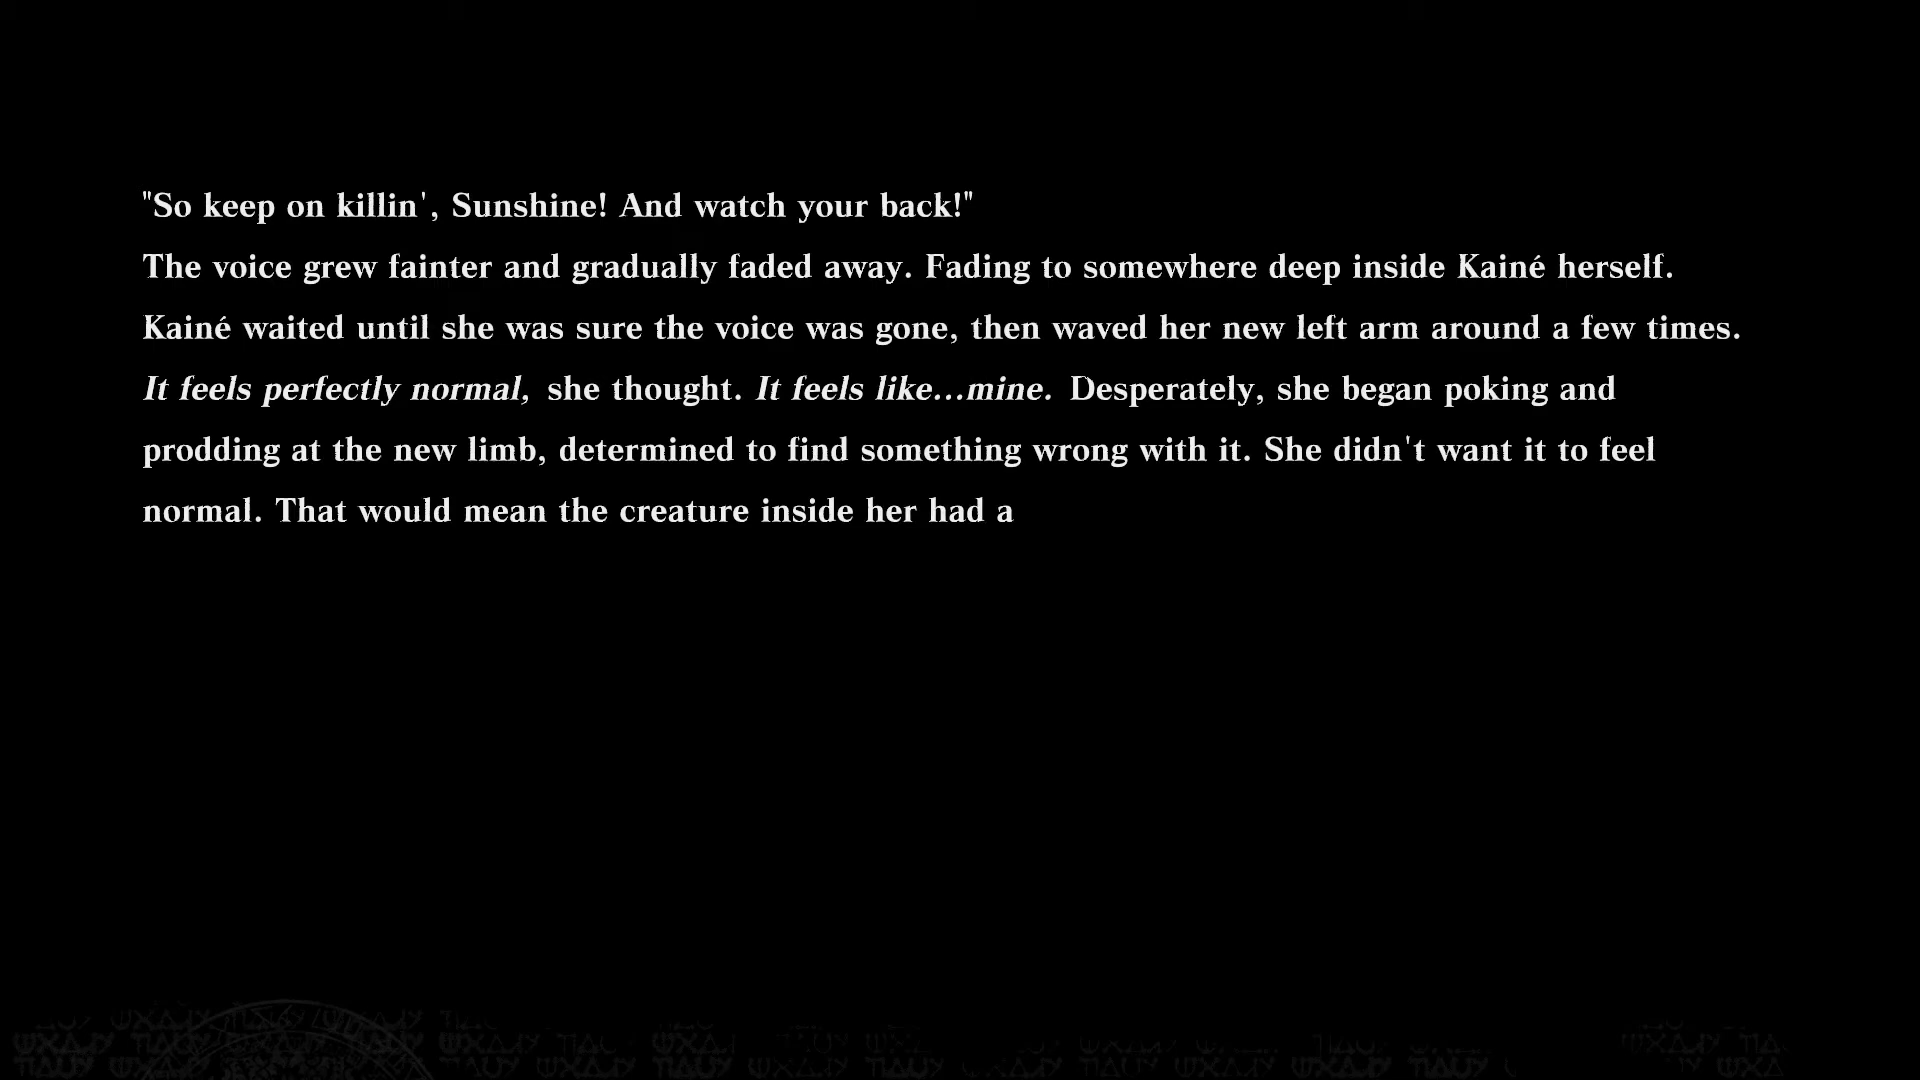 "So keep on killin', Sunshine! And watch your back!"
The voice grew fainter and gradually faded away. Fading to somewhere deep inside Kainé herself.
Kainé waited until she was sure the voice was gone, then waved her new left arm around a few times.
It feels perfectly normal, she thought. It feels like...mine. Desperately, she began poking and
prodding at the new limb, determined to find something wrong with it. She didn't want it to feel
normal. That would mean the creature inside her had a